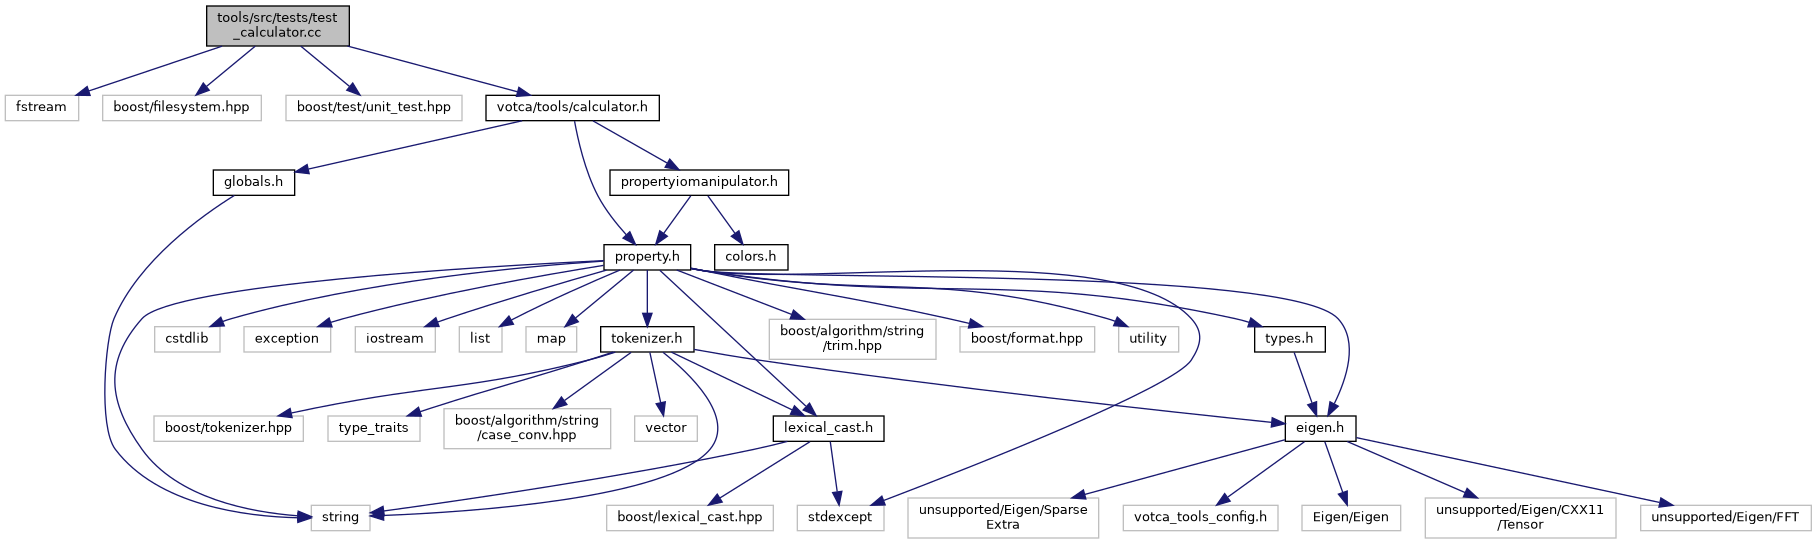 tools/src/tests/test
_calculator.cc
fstream
boost/filesystem.hpp
boost/test/unit_test.hpp
votca/tools/calculator.h
globals.h
propertyiomanipulator.h
property.h
colors.h
cstdlib
exception
iostream
list
map
tokenizer.h
boost/algorithm/string
/trim.hpp
boost/format.hpp
utility
types.h
boost/tokenizer.hpp
type_traits
boost/algorithm/string
/case_conv.hpp
vector
lexical_cast.h
eigen.h
string
boost/lexical_cast.hpp
stdexcept
unsupported/Eigen/Sparse
Extra
votca_tools_config.h
Eigen/Eigen
unsupported/Eigen/CXX11
/Tensor
unsupported/Eigen/FFT